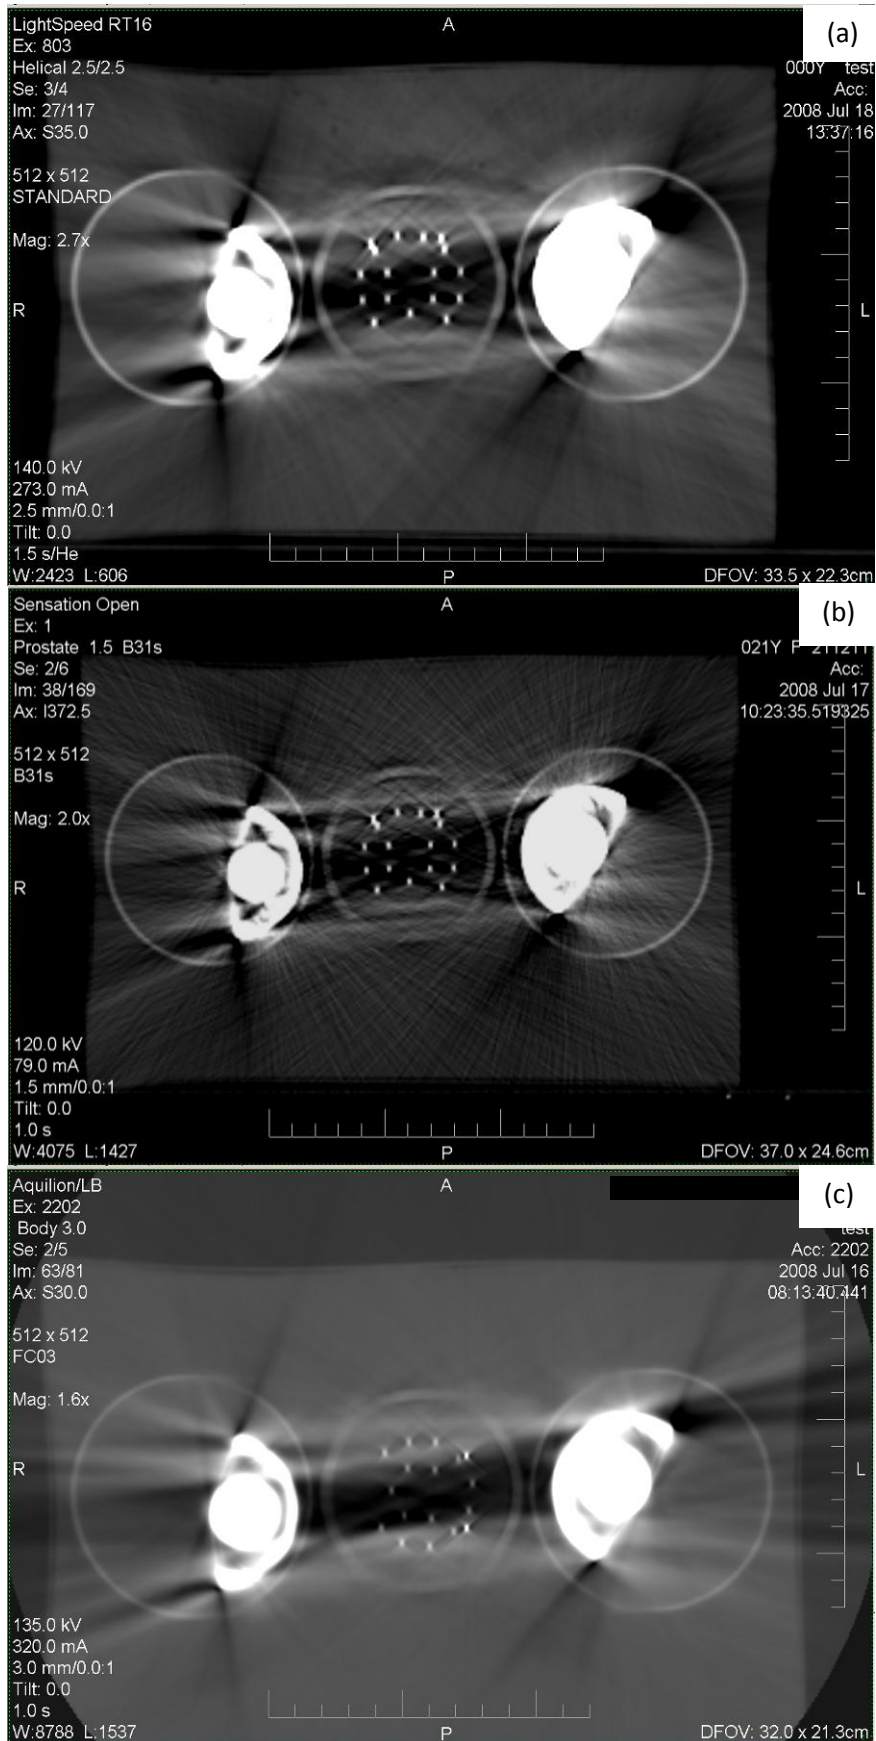 LightSpeed RT16
A
(a)
Ex: 803
Helical 2.5/2.5
000Y test
Se: 3/4
Acc:
Im: 27/117
2008 Jul 18
Ax: S35.0
13:37:16
512 x 512
STANDARD
Mag: 2.7x
R
L
140.0 kV
273.0 mA
2.5 mm/0.0:1
Tilt: 0.0
1.5 s/He
W:2423 L:606
P
DFOV: 33.5 x 22.3cm
Sensation Open
A
(b)
Ex: 1
Prostate 1.5 B31s
021Y F
Se: 2/6
Acc:
Im: 38/169
2008 Jul 17
Ax: I372.5
10:23:35.519325
512 x 512
B31s
Mag: 2.0x
R
L
120.0 kV
79.0 mA
1.5 mm/0.0:1
Tilt: 0.0
1.0 s
W:4075 L:1427
P
DFOV: 37.0 x 24.6cm
Aquilion/LB
A
(c)
Ex: 2202
Body 3.0
test
Se: 2/5
Acc: 2202
Im: 63/81
2008 Jul 16
Ax: S30.0
08:13:40.441
512 x 512
FC03
Mag: 1.6x
R
L
135.0 kV
320.0 mA
3.0 mm/0.0:1
Tilt: 0.0
1.0 s
W:8788 L:1537
P
DFOV: 32.0 x 21.3cm